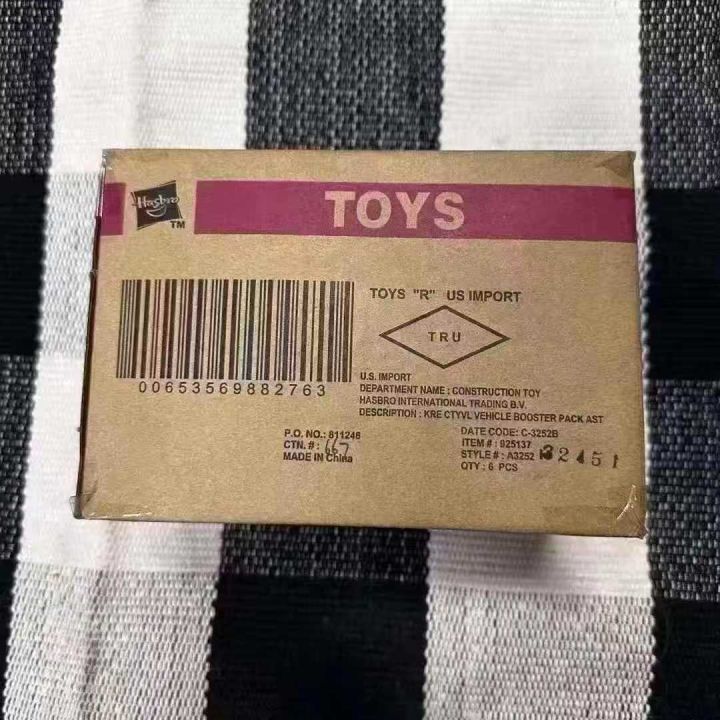 Hasbro
TM
TOYS
TOYS "R" US IMPORT
TRU
00653569882763
U.S. IMPORT
DEPARTMENT NAME : CONSTRUCTION TOY
HASBRO INTERNATIONAL TRADING B.V.
DESCRIPTION : KRE CTYVL VEHICLE BOOSTER PACK AST
P.O. NO.: 811246
CTN. # : 667
MADE IN China
DATE CODE: C-3252B
ITEM # : 925137
STYLE # : A3252
32451
QTY : 6 PCS